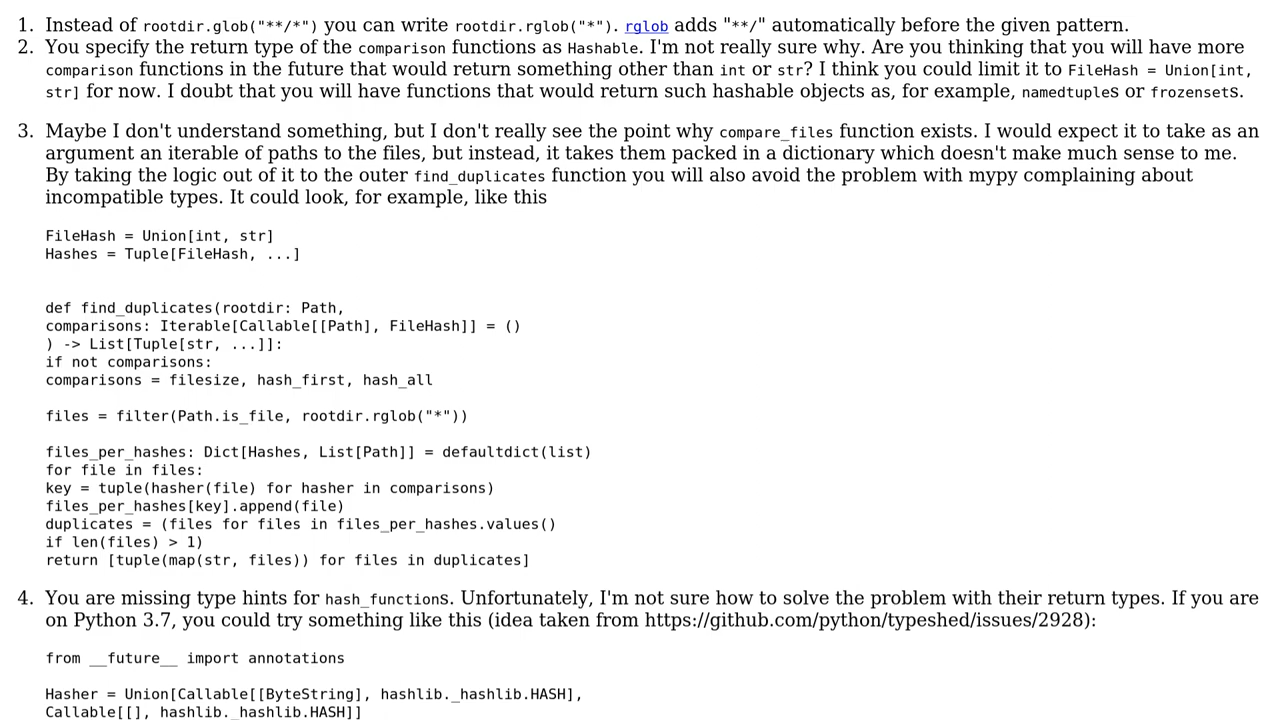 1. Instead of rootdir.glob("**/*") you can write rootdir.rglob("*"). rglob adds "**/" automatically before the given pattern.
2. You specify the return type of the comparison functions as Hashable. I'm not really sure why. Are you thinking that you will have more
comparison functions in the future that would return something other than int or str? I think you could limit it to FileHash = Union[int,
str] for now. I doubt that you will have functions that would return such hashable objects as, for example, namedtuples or frozensets.
3. Maybe I don't understand something, but I don't really see the point why compare_files function exists. I would expect it to take as an
argument an iterable of paths to the files, but instead, it takes them packed in a dictionary which doesn't make much sense to me.
By taking the logic out of it to the outer find_duplicates function you will also avoid the problem with mypy complaining about
incompatible types. It could look, for example, like this
FileHash = Union[int, str]
Hashes = Tuple[FileHash, ...]
def find_duplicates(rootdir: Path,
comparisons: Iterable[Callable[[Path], FileHash]] = ()
) -> List[Tuple[str, ...]]:
if not comparisons:
comparisons = filesize, hash_first, hash_all
files = filter(Path.is_file, rootdir.rglob("*"))
files_per_hashes: Dict[Hashes, List[Path]] = defaultdict(list)
for file in files:
key = tuple(hasher(file) for hasher in comparisons)
files_per_hashes[key].append(file)
duplicates = (files for files in files_per_hashes.values()
if len(files) > 1)
return [tuple(map(str, files)) for files in duplicates]
4. You are missing type hints for hash_functions. Unfortunately, I'm not sure how to solve the problem with their return types. If you are
on Python 3.7, you could try something like this (idea taken from https://github.com/python/typeshed/issues/2928):
from __future__ import annotations
Hasher = Union[Callable[[ByteString], hashlib._hashlib.HASH],
Callable[[], hashlib._hashlib.HASH]]